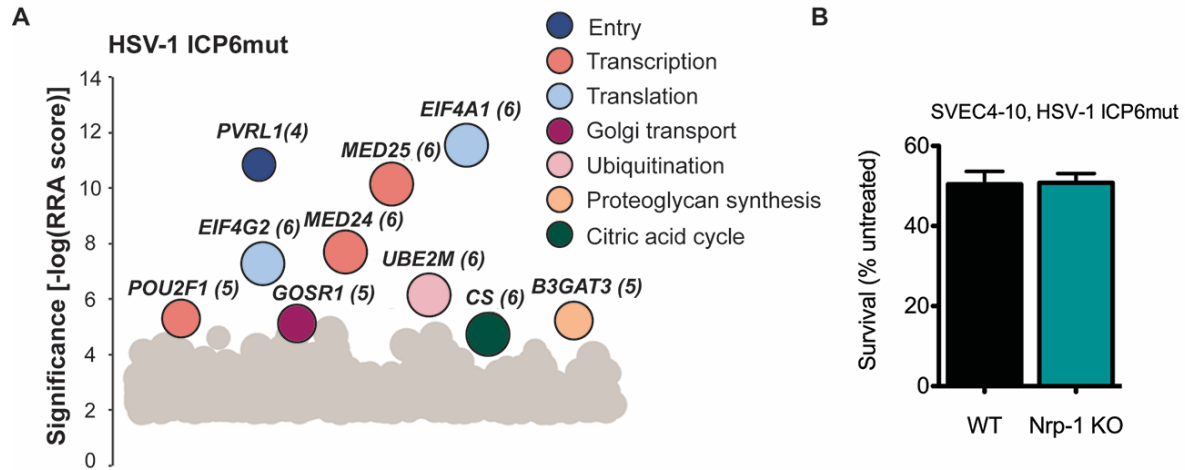 A
HSV-1 ICP6mut
Significance [-log(RRA score)]
14
12
10
8
6
4
2
0
EIF4A1 (6)
PVRL1(4)
MED25 (6)
EIF4G2 (6)
MED24 (6)
UBE2M (6)
POU2F1 (5)
GOSR1 (5)
CS (6)
B3GAT3 (5)
Entry
Transcription
Translation
Golgi transport
Ubiquitination
Proteoglycan synthesis
Citric acid cycle
B
SVEC4-10, HSV-1 ICP6mut
Survival (% untreated)
60
40
20
0
WT
Nrp-1 KO